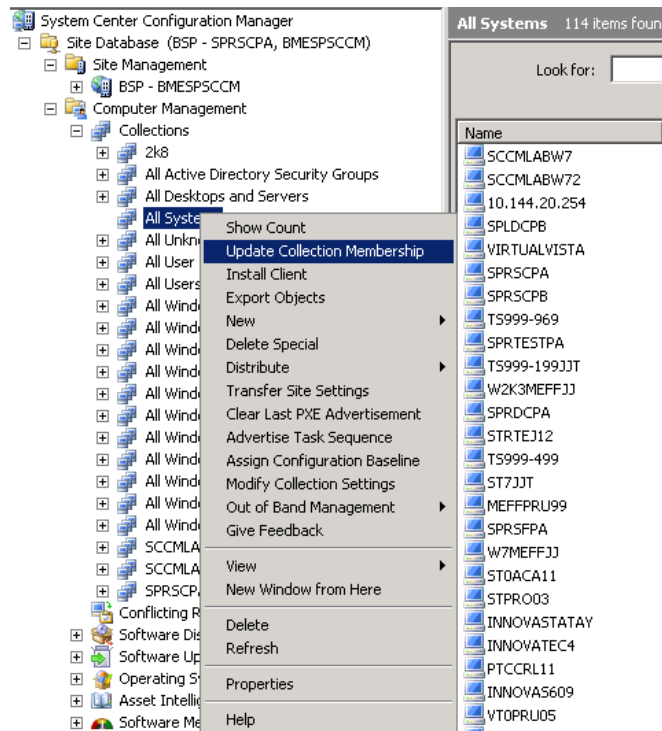 System Center Configuration Manager
Site Database (BSP - SPRSCPA, BMESPSCCM)
Site Management
BSP - BMESPSCCM
Computer Management
Collections
2k8
All Active Directory Security Groups
All Desktops and Servers
All Syste
All Unkn
All User
All Users
All Windo
All Windo
All Windo
All Windo
All Windo
All Windo
All Windo
All Windo
All Windo
All Windo
All Windo
SCCMLA
SCCMLA
SPRSCP
Conflicting R
Software Dis
Software Up
Operating Sy
Asset Intellig
Software Me
Show Count
Update Collection Membership
Install Client
Export Objects
New
Delete Special
Distribute
Transfer Site Settings
Clear Last PXE Advertisement
Advertise Task Sequence
Assign Configuration Baseline
Modify Collection Settings
Out of Band Management
Give Feedback
View
New Window from Here
Delete
Refresh
Properties
Help
All Systems 114 items foun
Look for:
Name
SCCMLABW7
SCCMLABW72
10.144.20.254
SPLDCPB
VIRTUALVISTA
SPRSCPA
SPRSCPB
TS999-969
SPRTESTPA
TS999-199JJT
W2K3MEFFJJ
SPRDCPA
STRTEJ12
TS999-499
ST7JJT
MEFFPRU99
SPRSFPA
W7MEFFJJ
ST0ACA11
STPRO03
INNOVASTATAY
INNOVATEC4
PTCCRL11
INNOVA5609
VT0PRU05